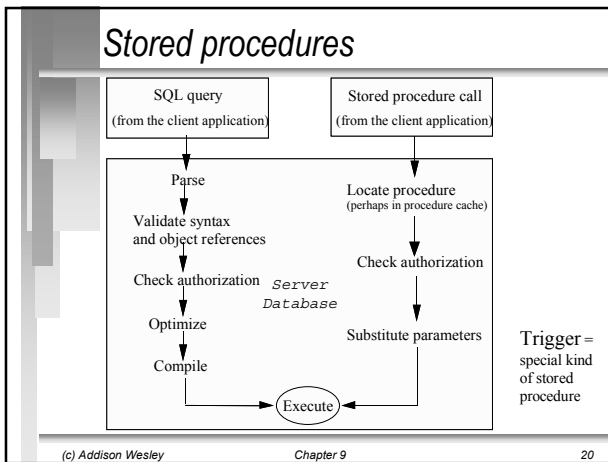 Stored procedures
SQL query
(from the client application)
Stored procedure call
(from the client application)
Parse
Validate syntax
and object references
Check authorization
Optimize
Compile
Locate procedure
(perhaps in procedure cache)
Check authorization
Substitute parameters
Server
Database
Execute
Trigger =
special kind
of stored
procedure
(c) Addison Wesley
Chapter 9
20